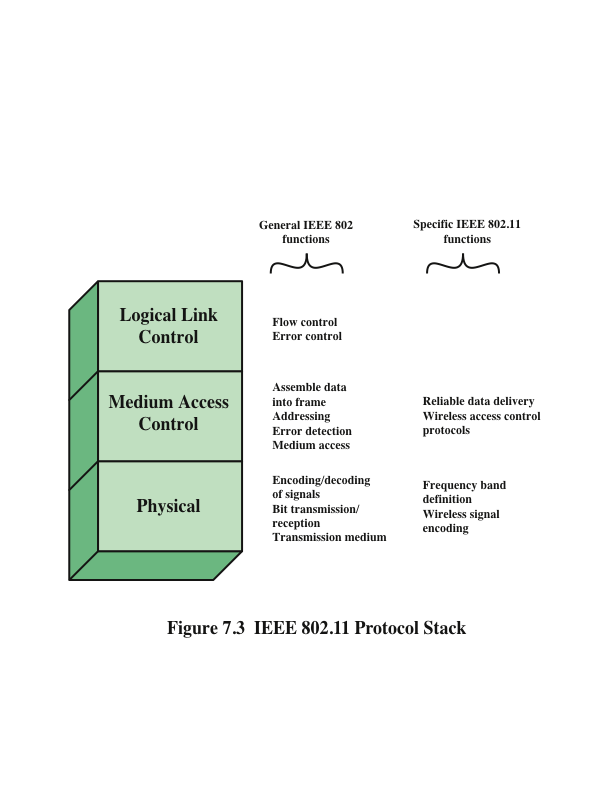 General IEEE 802
functions
Specific IEEE 802.11
functions
Logical Link
Control
Flow control
Error control
Medium Access
Control
Assemble data
into frame
Addressing
Error detection
Medium access
Reliable data delivery
Wireless access control
protocols
Physical
Encoding/decoding
of signals
Bit transmission/
reception
Transmission medium
Frequency band
definition
Wireless signal
encoding
Figure 7.3 IEEE 802.11 Protocol Stack